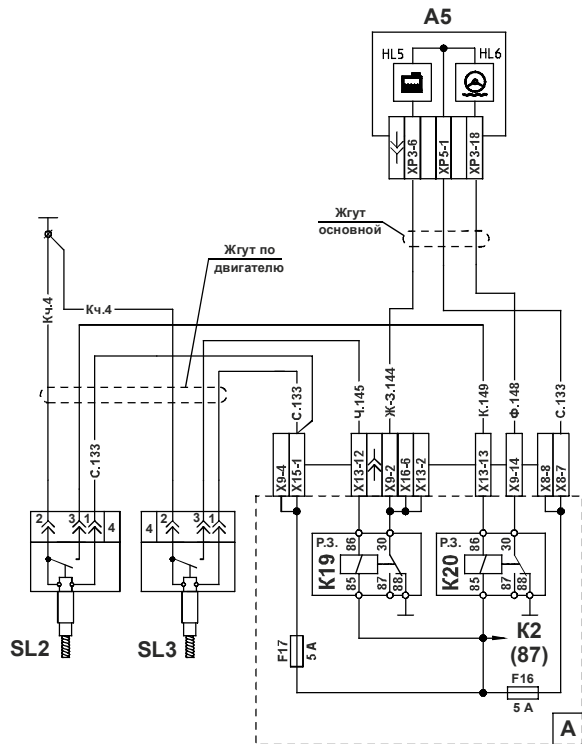 A5
HL5
HL6
XP3-6
XP5-1
XP3-18
Жгут
основной
Жгут по
двигателю
Кч.4
Кч.4
С.133
С.133
Ч.145
Ж-З.144
К.149
Ф.148
С.133
X9-4
X15-1
X13-12
X9-2
X16-6
X13-2
X13-13
X9-14
X8-8
X8-7
2
3
1
4
4
2
3
1
Р.З.
86
30
К19
85
87
88
Р.З.
86
30
К20
85
87
88
SL2
SL3
К2
(87)
F17
5 А
F16
5 А
А